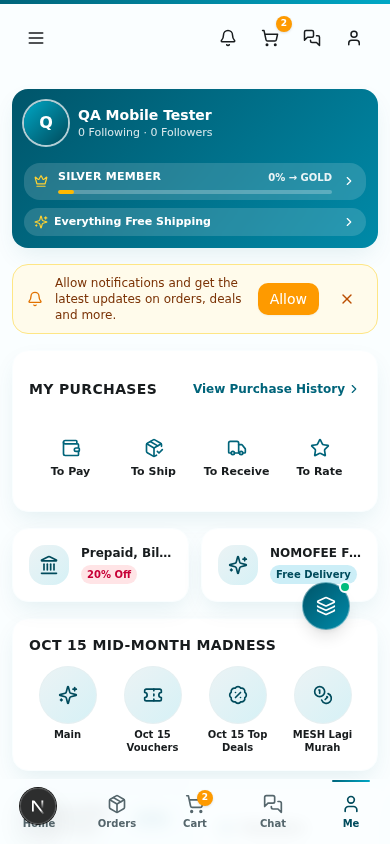 2
Q
QA Mobile Tester
0 Following · 0 Followers
SILVER MEMBER
0% → GOLD
Everything Free Shipping
Allow notifications and get the
latest updates on orders, deals
and more.
Allow
MY PURCHASES
View Purchase History
To Pay
To Ship
To Receive
To Rate
Prepaid, Bil...
20% Off
NOMOFEE F...
Free Delivery
OCT 15 MID-MONTH MADNESS
Main
Oct 15
Vouchers
Oct 15 Top
Deals
MESH Lagi
Murah
N
Home
Orders
2
Cart
Chat
Me